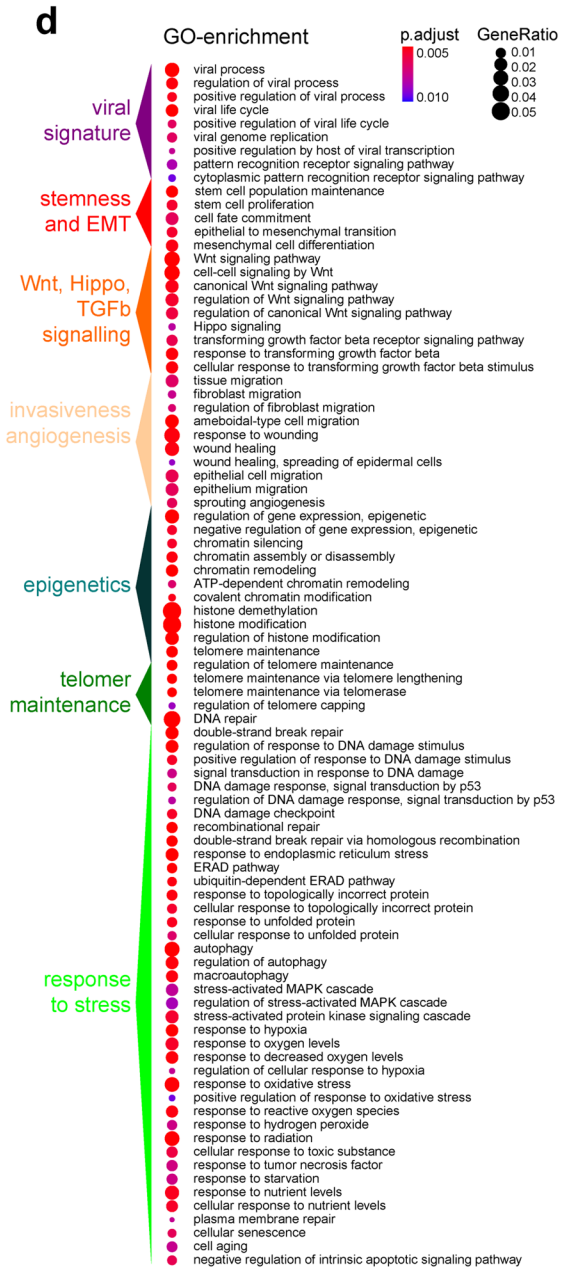 d
GO-enrichment
p.adjust
0.005
0.010
GeneRatio
0.01
0.02
0.03
0.04
0.05
viral
signature
viral process
regulation of viral process
positive regulation of viral process
viral life cycle
positive regulation of viral life cycle
viral genome replication
positive regulation by host of viral transcription
pattern recognition receptor signaling pathway
cytoplasmic pattern recognition receptor signaling pathway
stemness
and EMT
stem cell population maintenance
stem cell proliferation
cell fate commitment
epithelial to mesenchymal transition
mesenchymal cell differentiation
Wnt, Hippo,
TGFb
signalling
Wnt signaling pathway
cell-cell signaling by Wnt
canonical Wnt signaling pathway
regulation of Wnt signaling pathway
regulation of canonical Wnt signaling pathway
Hippo signaling
transforming growth factor beta receptor signaling pathway
response to transforming growth factor beta
cellular response to transforming growth factor beta stimulus
invasiveness
angiogenesis
tissue migration
fibroblast migration
regulation of fibroblast migration
ameboidal-type cell migration
response to wounding
wound healing
wound healing, spreading of epidermal cells
epithelial cell migration
epithelium migration
sprouting angiogenesis
epigenetics
regulation of gene expression, epigenetic
negative regulation of gene expression, epigenetic
chromatin silencing
chromatin assembly or disassembly
chromatin remodeling
ATP-dependent chromatin remodeling
covalent chromatin modification
histone demethylation
histone modification
regulation of histone modification
telomer
maintenance
telomere maintenance
regulation of telomere maintenance
telomere maintenance via telomere lengthening
telomere maintenance via telomerase
regulation of telomere capping
response
to stress
DNA repair
double-strand break repair
regulation of response to DNA damage stimulus
positive regulation of response to DNA damage stimulus
signal transduction in response to DNA damage
DNA damage response, signal transduction by p53
regulation of DNA damage response, signal transduction by p53
DNA damage checkpoint
recombinational repair
double-strand break repair via homologous recombination
response to endoplasmic reticulum stress
ERAD pathway
ubiquitin-dependent ERAD pathway
response to topologically incorrect protein
cellular response to topologically incorrect protein
response to unfolded protein
cellular response to unfolded protein
autophagy
regulation of autophagy
macroautophagy
stress-activated MAPK cascade
regulation of stress-activated MAPK cascade
stress-activated protein kinase signaling cascade
response to hypoxia
response to oxygen levels
response to decreased oxygen levels
regulation of cellular response to hypoxia
response to oxidative stress
positive regulation of response to oxidative stress
response to reactive oxygen species
response to hydrogen peroxide
response to radiation
cellular response to toxic substance
response to tumor necrosis factor
response to starvation
response to nutrient levels
cellular response to nutrient levels
plasma membrane repair
cellular senescence
cell aging
negative regulation of intrinsic apoptotic signaling pathway